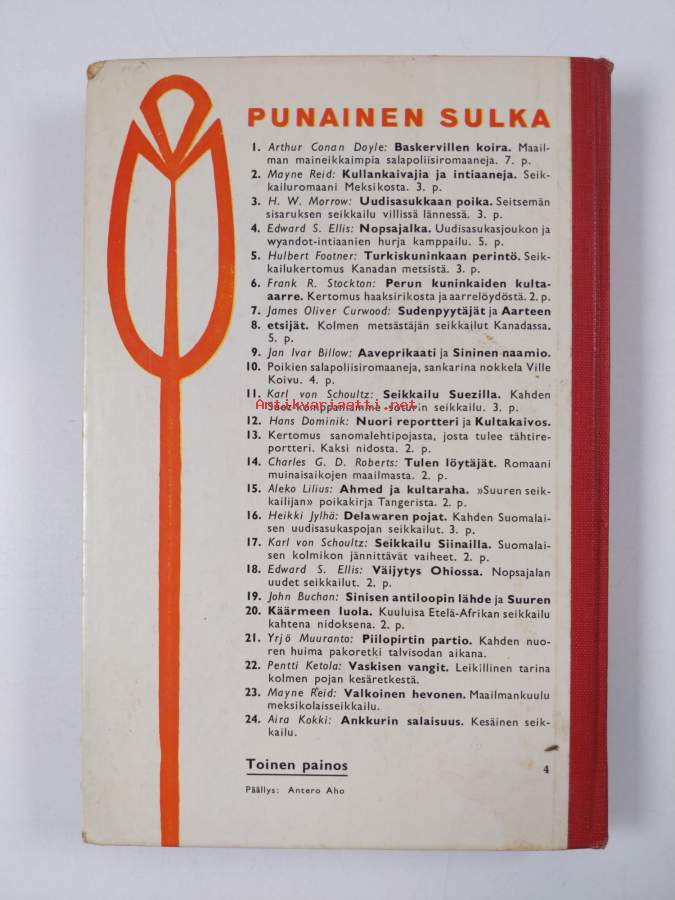 PUNAINEN SULKA
1. Arthur Conan Doyle: Baskervillen koira. Maail-
man maineikkaimpia salapoliisiromaaneja. 7. p.
2. Mayne Reid: Kullankaivajia ja intiaaneja. Seik-
kailuromaani Meksikosta. 3. p.
3. H. W. Morrow: Uudisasukkaan poika. Seitsemän
sisaruksen seikkailu villissä lännessä. 3. p.
4. Edward S. Ellis: Nopsajalka. Uudisasukasjoukon ja
wyandot-intiaanien hurja kamppailu. 5. p.
5. Hulbert Footner: Turkiskuninkaan perintö. Seik-
kailukertomus Kanadan metsistä. 3. p.
6. Frank R. Stockton: Perun kuninkaiden kulta-
aarre. Kertomus haaksirikosta ja aarrelöydöstä. 2. p.
7. James Oliver Curwood: Sudenpyytäjät ja Aarteen
8. etsijät. Kolmen metsästäjän seikkailut Kanadassa.
5. p.
9. Jan Ivar Billow: Aaveprikaati ja Sininen naamio.
10. Poikien salapoliisiromaaneja, sankarina nokkela Ville
Koivu. 4. p.
11. Karl von Schoultz: Seikkailu Suezilla. Kahden
Antikvariaatti.net
Suez-komppaniamme soturin seikkailu. 3. p.
12. Hans Dominik: Nuori reportteri ja Kultakaivos.
13. Kertomus sanomalehtipojasta, josta tulee tähtire-
portteri. Kaksi nidosta. 2. p.
14. Charles G. D. Roberts: Tulen löytäjät. Romaani
muinaisaikojen maailmasta. 2. p.
15. Aleko Lilius: Ahmed ja kultaraha. »Suuren seik-
kailijan» poikakirja Tangerista. 2. p.
16. Heikki Jylhä: Delawaren pojat. Kahden Suomalai-
sen uudisasukaspojan seikkailut. 3. p.
17. Karl von Schoultz: Seikkailu Siinailla. Suomalai-
sen kolmikon jännittävät vaiheet. 2. p.
18. Edward S. Ellis: Väijytys Ohiossa. Nopsajalan
uudet seikkailut. 2. p.
19. John Buchan: Sinisen antiloopin lähde ja Suuren
20. Käärmeen luola. Kuuluisa Etelä-Afrikan seikkailu
kahtena nidoksena. 2. p.
21. Yrjö Muuranto: Piilopirtin partio. Kahden nuo-
ren huima pakoretki talvisodan aikana.
22. Pentti Ketola: Vaskisen vangit. Leikillinen tarina
kolmen pojan kesäretkestä.
23. Mayne Reid: Valkoinen hevonen. Maailmankuulu
meksikolaisseikkailu.
24. Aira Kokki: Ankkurin salaisuus. Kesäinen seik-
kailu.
Toinen painos
4
Päällys: Antero Aho